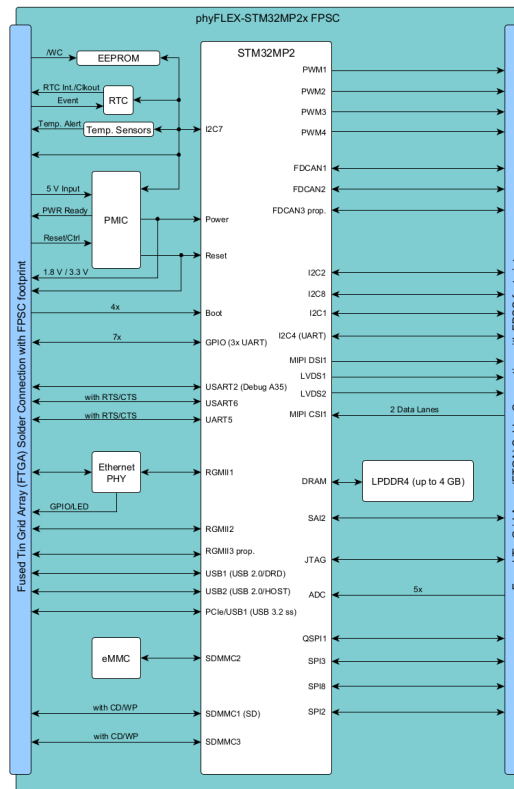 phyFLEX-STM32MP2x FPSC
STM32MP2
/WC
EEPROM
RTC Int./Clkout
Event
RTC
Temp. Alert
Temp. Sensors
I2C7
5 V Input
PWR Ready
Reset/Ctrl
PMIC
Power
Reset
1.8 V / 3.3 V
4x
Boot
7x
GPIO (3x UART)
USART2 (Debug A35)
with RTS/CTS
USART6
with RTS/CTS
UART5
Ethernet
PHY
RGMII1
GPIO/LED
RGMII2
RGMII3 prop.
USB1 (USB 2.0/DRD)
USB2 (USB 2.0/HOST)
PCIe/USB1 (USB 3.2 ss)
eMMC
SDMMC2
with CD/WP
SDMMC1 (SD)
with CD/WP
SDMMC3
PWM1
PWM2
PWM3
PWM4
FDCAN1
FDCAN2
FDCAN3 prop.
I2C2
I2C8
I2C1
I2C4 (UART)
MIPI DSI1
LVDS1
LVDS2
MIPI CSI1
2 Data Lanes
DRAM
LPDDR4 (up to 4 GB)
SAI2
JTAG
ADC
5x
QSPI1
SPI3
SPI8
SPI2
Fused Tin Grid Array (FTGA) Solder Connection with FPSC footprint